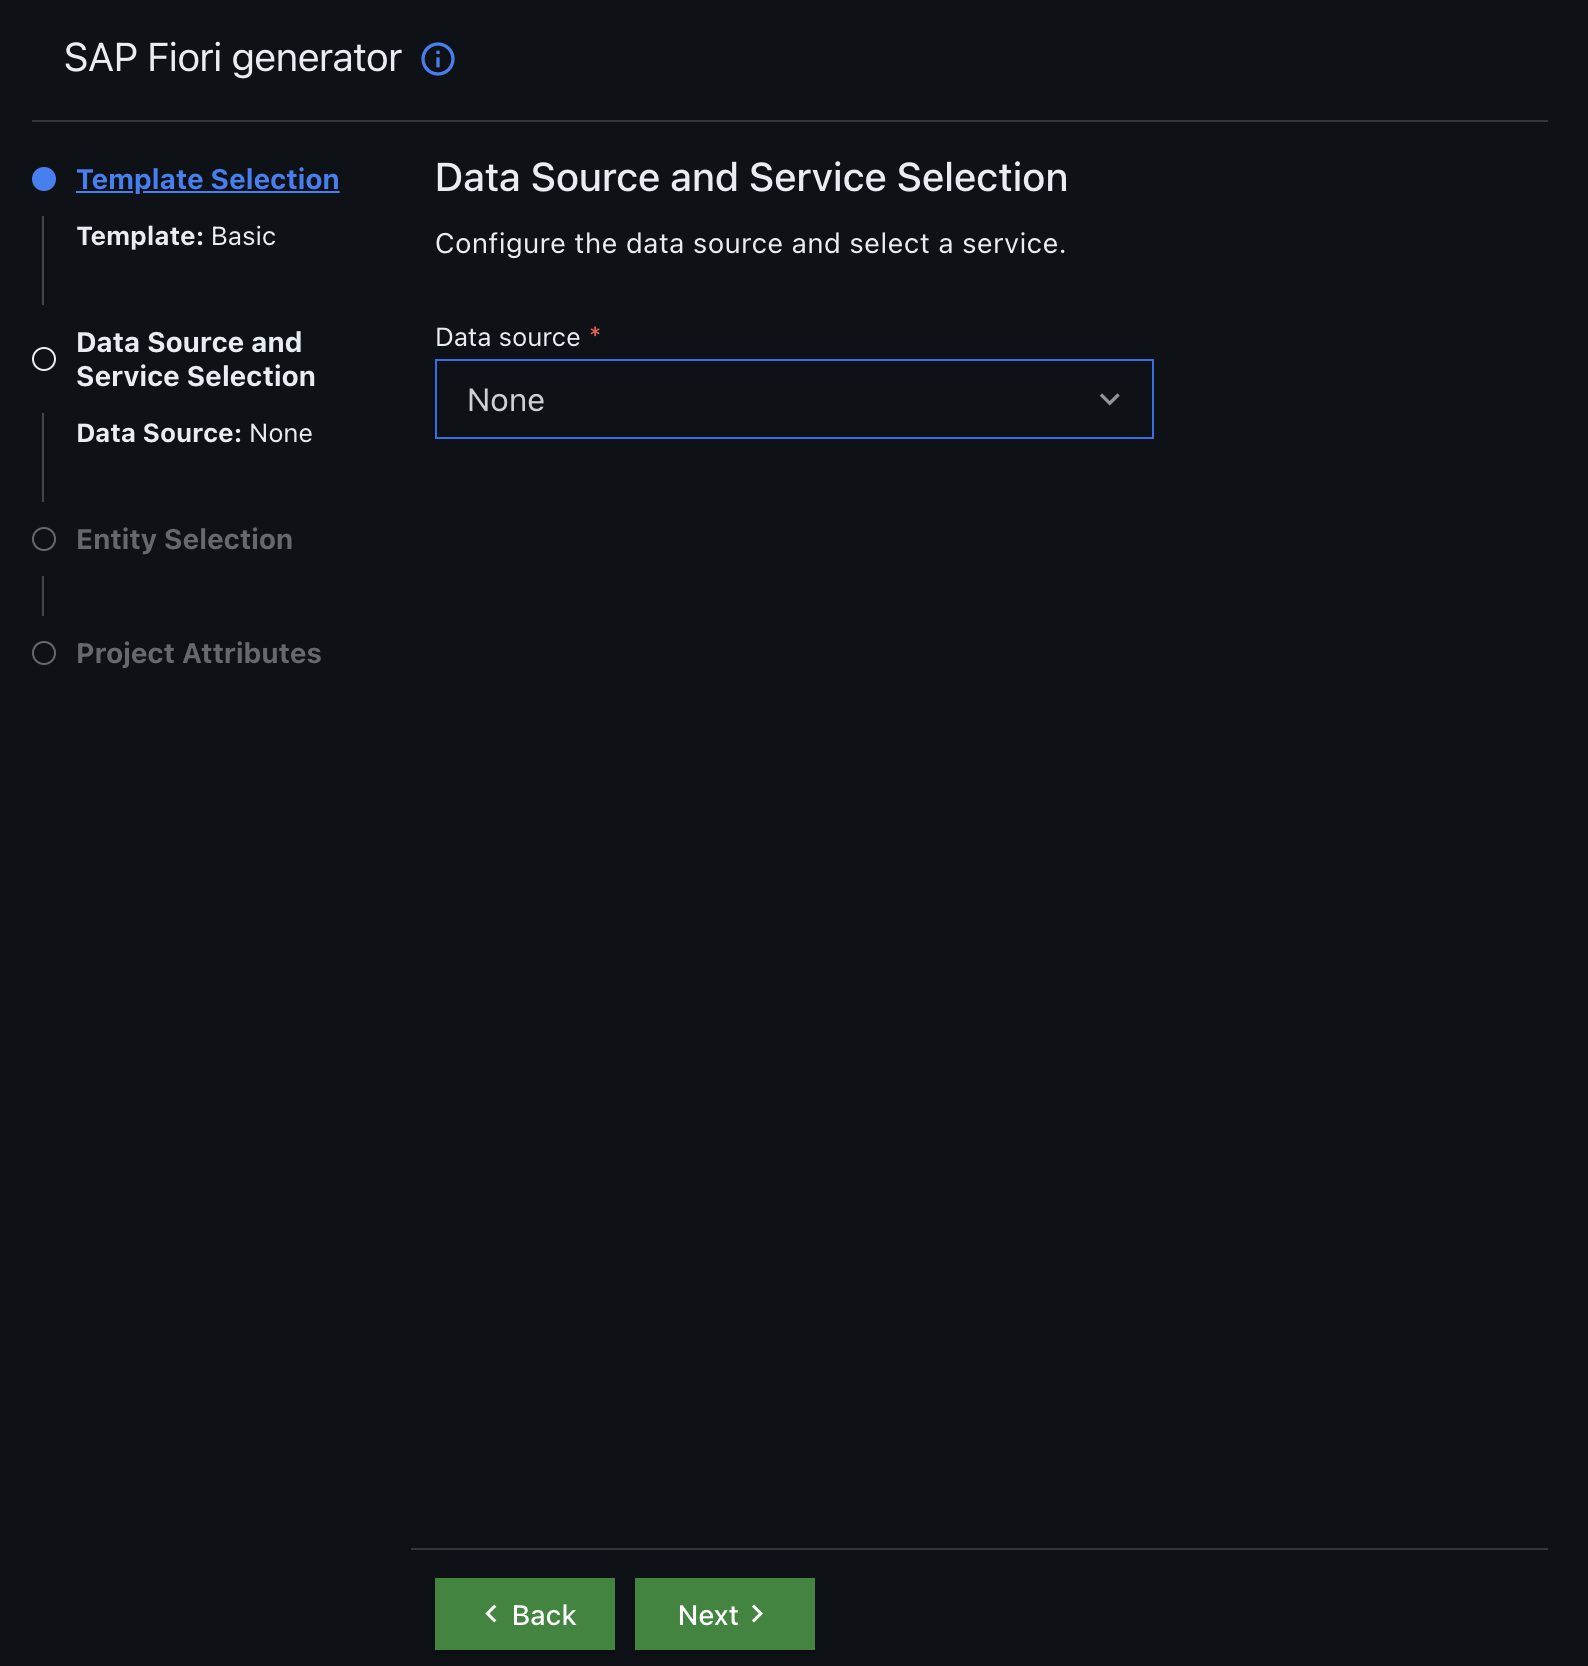 SAP Fiori generator
Template Selection
Template: Basic
Data Source and
Service Selection
Data Source: None
Entity Selection
Project Attributes
Data Source and Service Selection
Configure the data source and select a service.
Data source *
None
Back
Next